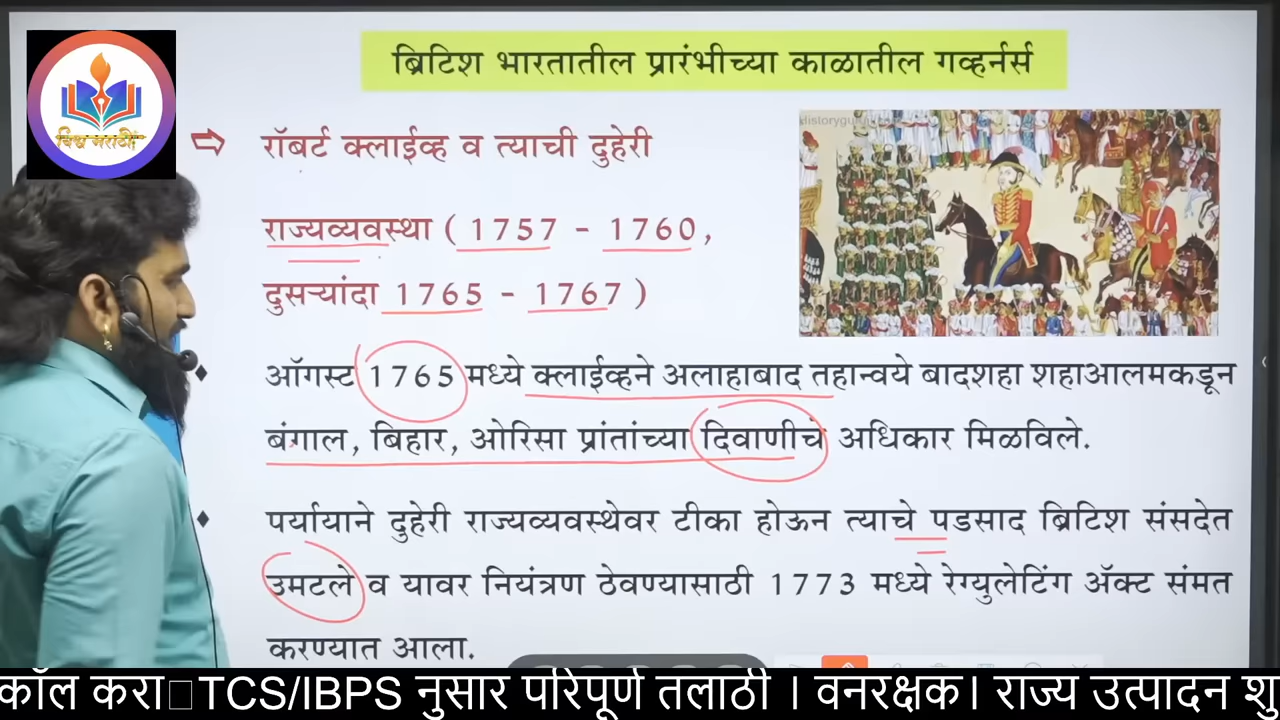 ब्रिटिश भारतातील प्रारंभीच्या काळातील गव्हर्नर्स
विश्व मराठी
⇨ रॉबर्ट क्लाईव्ह व त्याची दुहेरी
राज्यव्यवस्था ( 1757 - 1760,
दुसऱ्यांदा 1765 - 1767 )
♦ ऑगस्ट 1765 मध्ये क्लाईव्हने अलाहाबाद तहान्वये बादशहा शहाआलमकडून
बंगाल, बिहार, ओरिसा प्रांतांच्या दिवाणीचे अधिकार मिळविले.
♦ पर्यायाने दुहेरी राज्यव्यवस्थेवर टीका होऊन त्याचे पडसाद ब्रिटिश संसदेत
उमटले व यावर नियंत्रण ठेवण्यासाठी 1773 मध्ये रेग्युलेटिंग ॲक्ट संमत
करण्यात आला.
कॉल करा TCS/IBPS नुसार परिपूर्ण तलाठी । वनरक्षक। राज्य उत्पादन शु